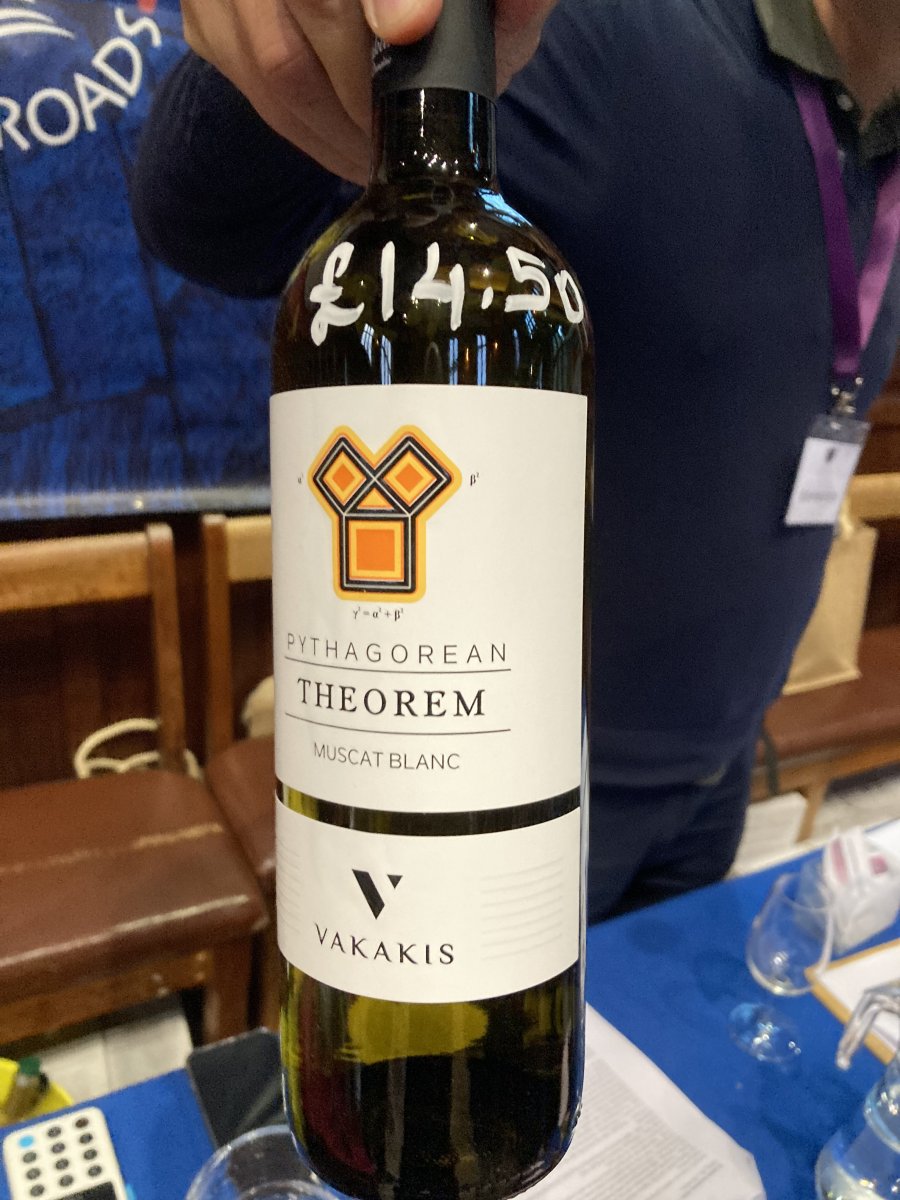 ROADS
£14.50
α²
β²
γ² = α² + β²
PYTHAGOREAN
THEOREM
MUSCAT BLANC
VAKAKIS